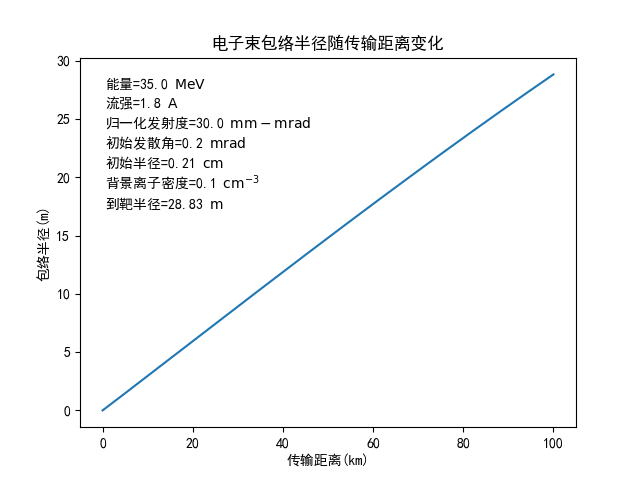 电子束包络半径随传输距离变化
能量=35.0 MeV
流强=1.8 A
归一化发射度=30.0 mm−mrad
初始发散角=0.2 mrad
初始半径=0.21 cm
背景离子密度=0.1 cm⁻³
到靶半径=28.83 m
包络半径(m)
30
25
20
15
10
5
0
0 20 40 60 80 100
传输距离(km)